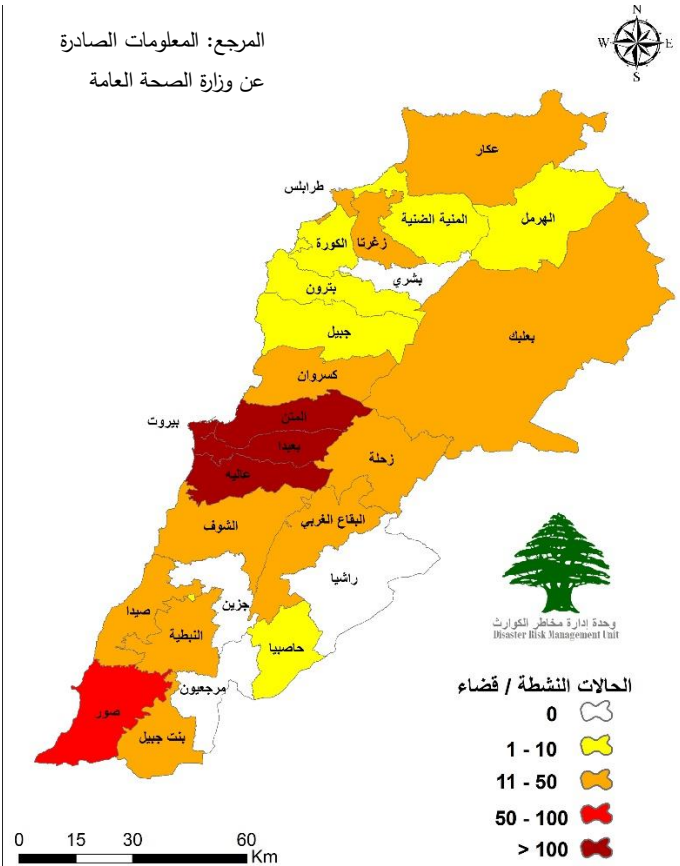 المرجع: المعلومات الصادرة
عن وزارة الصحة العامة
N
W E
S
عكار
طرابلس
المنية الضنية
الهرمل
زغرتا
الكورة
بشري
بترون
جبيل
بعلبك
كسروان
المتن
بيروت
بعبدا
زحلة
عاليه
البقاع الغربي
الشوف
راشيا
جزين
صيدا
النبطية
حاصبيا
مرجعيون
صور
بنت جبيل
وحدة إدارة مخاطر الكوارث
Disaster Risk Management Unit
الحالات النشطة / قضاء
0
1 - 10
11 - 50
50 - 100
> 100
0 15 30 60
Km